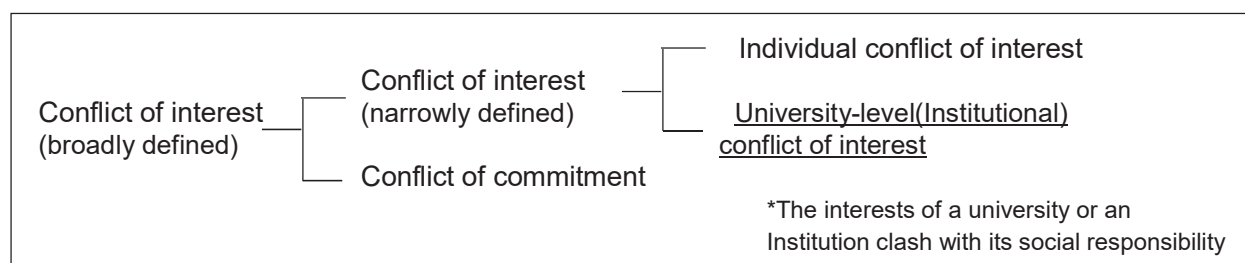 Conflict of interest
(broadly defined)
Conflict of interest
(narrowly defined)
Conflict of commitment
Individual conflict of interest
University-level(Institutional)
conflict of interest
*The interests of a university or an
Institution clash with its social responsibility